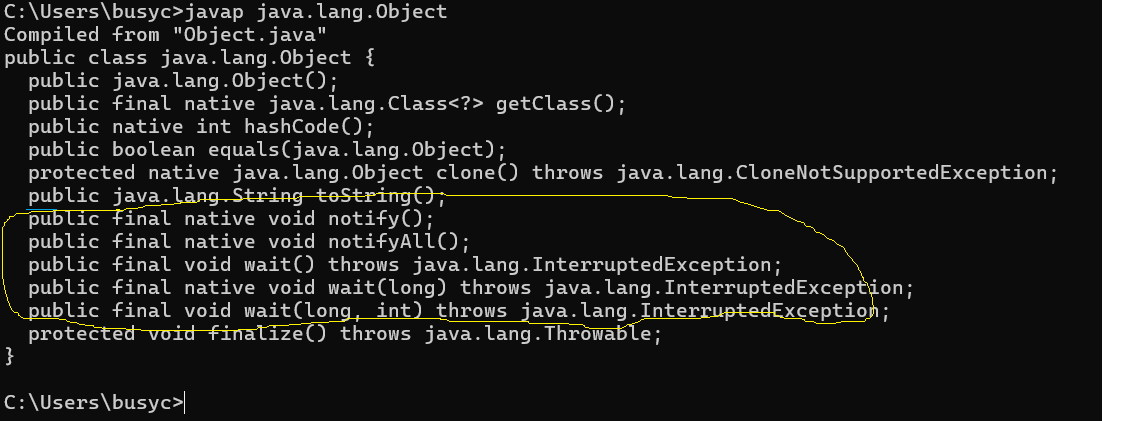 C:\Users\busyc>javap java.lang.Object
Compiled from "Object.java"
public class java.lang.Object {
  public java.lang.Object();
  public final native java.lang.Class<?> getClass();
  public native int hashCode();
  public boolean equals(java.lang.Object);
  protected native java.lang.Object clone() throws java.lang.CloneNotSupportedException;
  public java.lang.String toString();
  public final native void notify();
  public final native void notifyAll();
  public final void wait() throws java.lang.InterruptedException;
  public final native void wait(long) throws java.lang.InterruptedException;
  public final void wait(long, int) throws java.lang.InterruptedException;
  protected void finalize() throws java.lang.Throwable;
}
C:\Users\busyc>